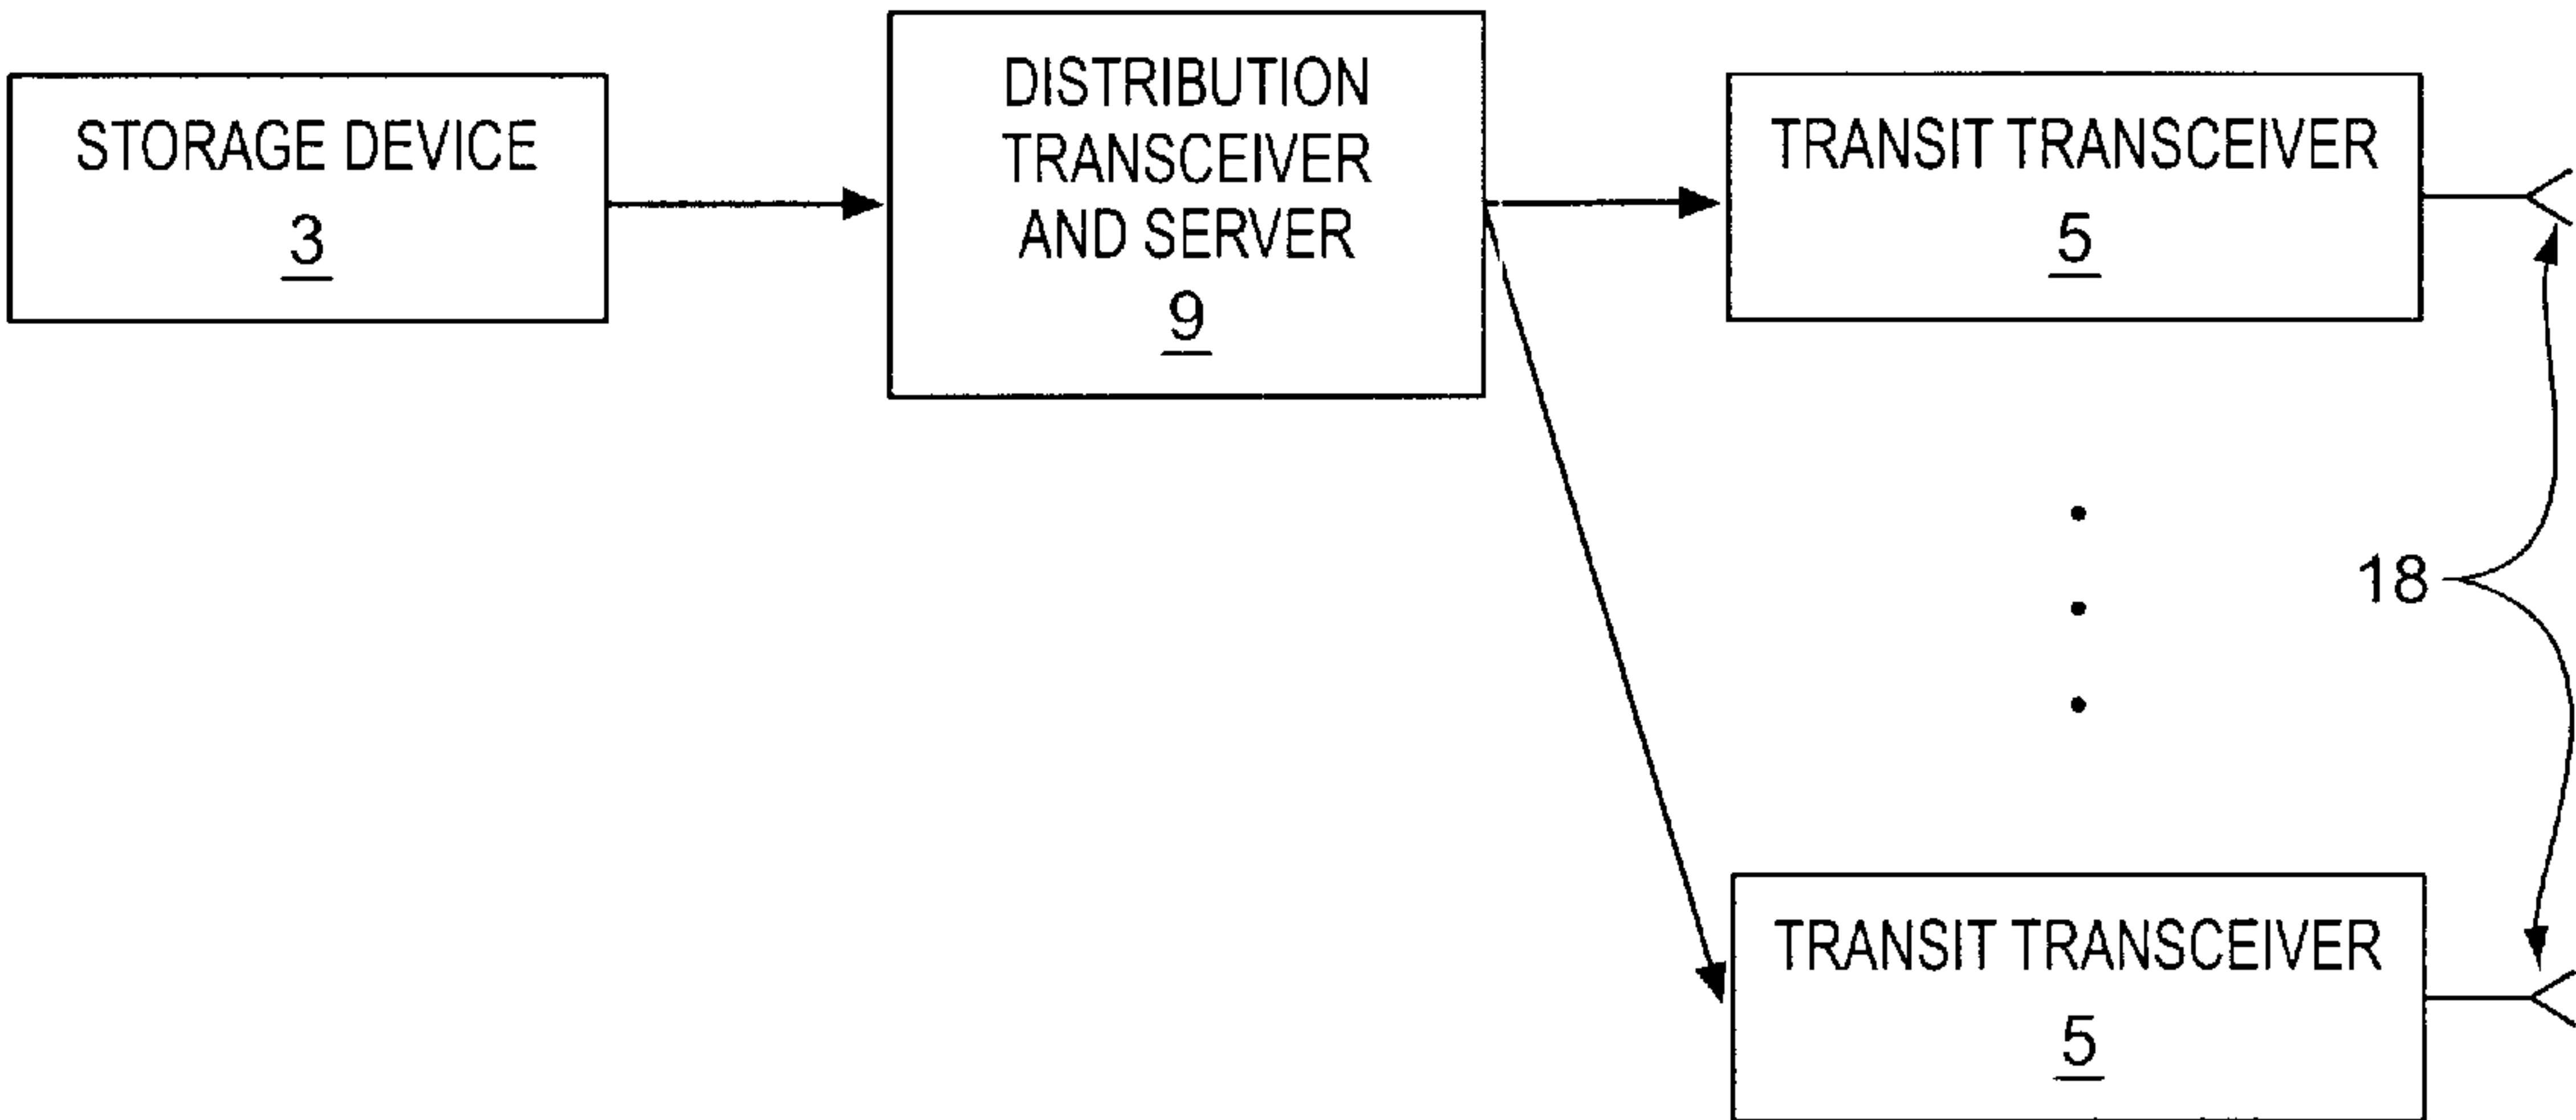 STORAGE DEVICE
3
DISTRIBUTION
TRANSCEIVER
AND SERVER
9
TRANSIT TRANSCEIVER
5
18
TRANSIT TRANSCEIVER
5